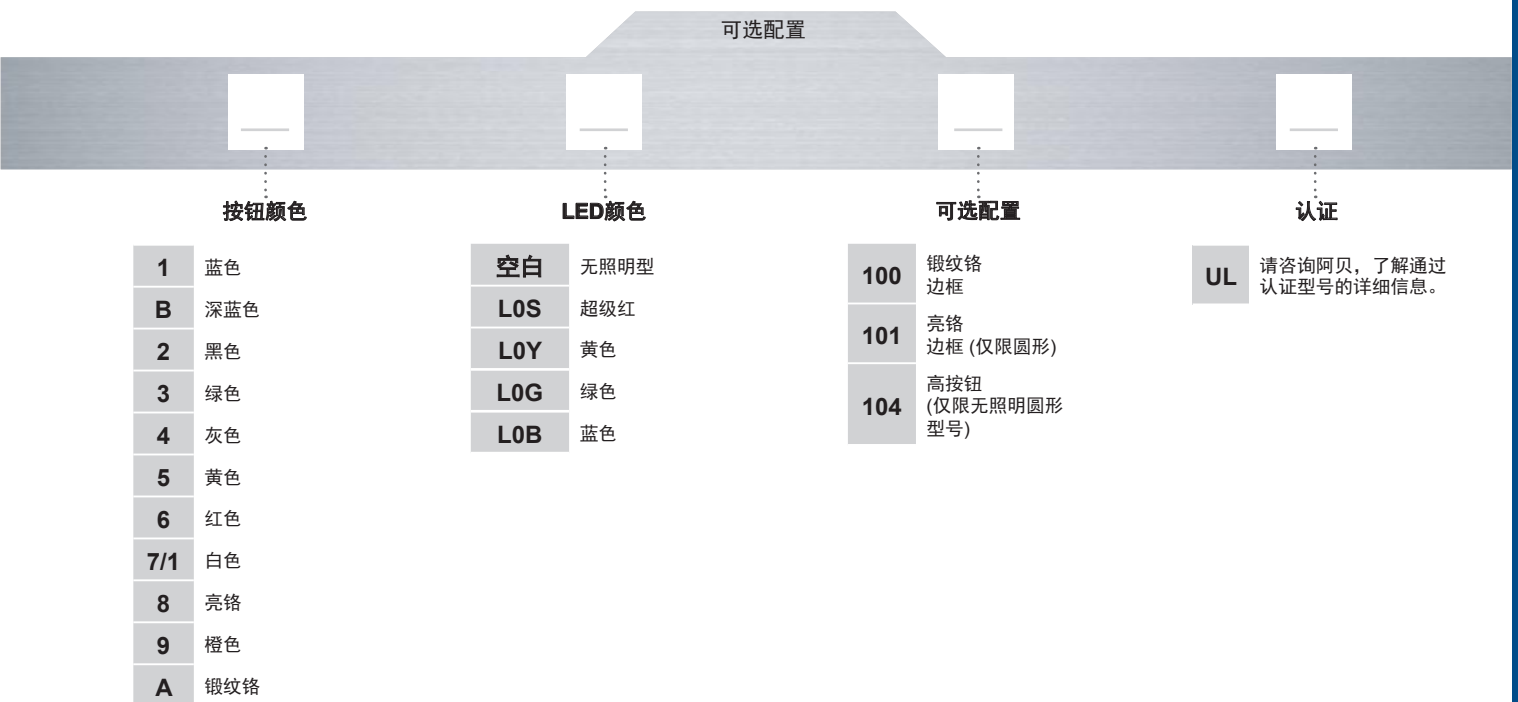 可选配置
按钮颜色
1 蓝色
B 深蓝色
2 黑色
3 绿色
4 灰色
5 黄色
6 红色
7/1 白色
8 亮铬
9 橙色
A 锻纹铬
LED颜色
空白 无照明型
L0S 超级红
L0Y 黄色
L0G 绿色
L0B 蓝色
可选配置
100 锻纹铬
边框
101 亮铬
边框 (仅限圆形)
104 高按钮
(仅限无照明圆形
型号)
认证
UL 请咨询阿贝，了解通过
认证型号的详细信息。